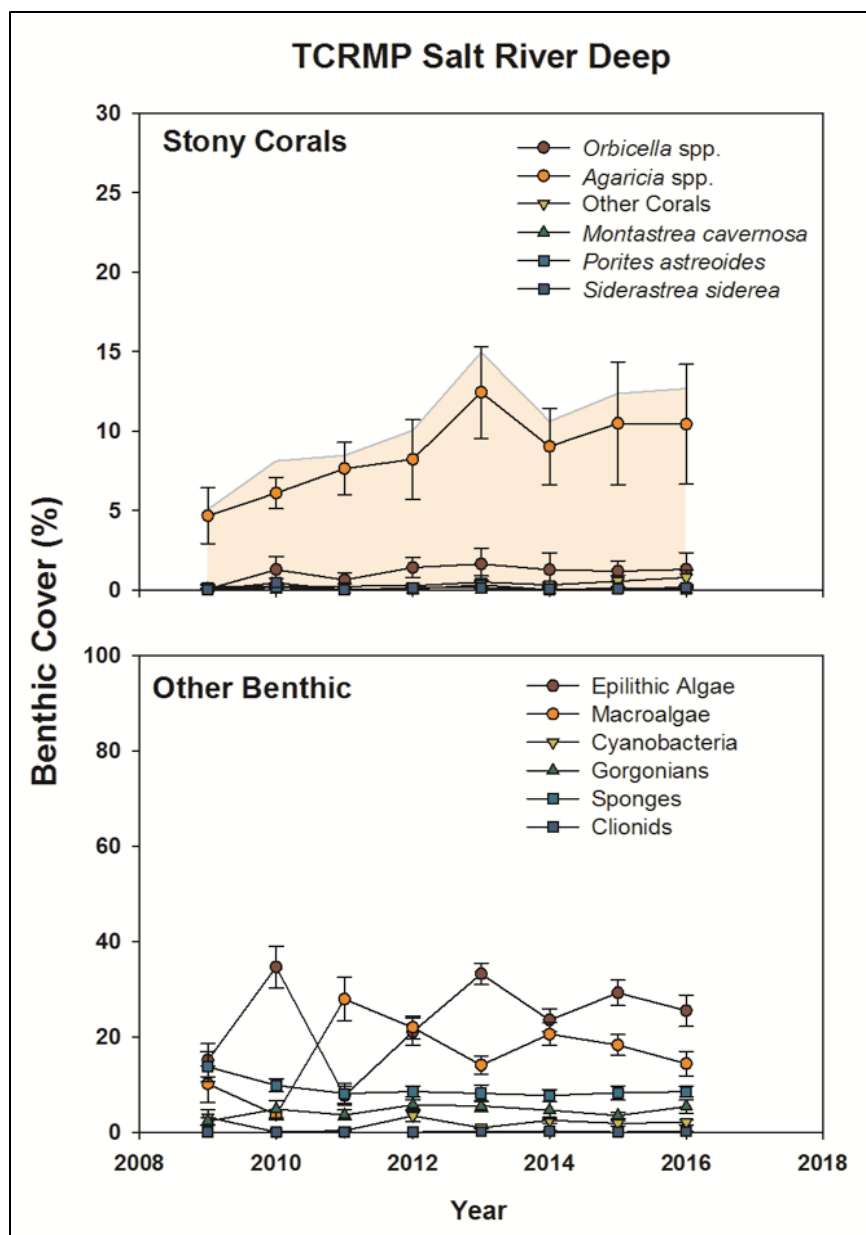 TCRMP Salt River Deep
Stony Corals
Orbicella spp.
Agaricia spp.
Other Corals
Montastrea cavernosa
Porites astreoides
Siderastrea siderea
30
25
20
15
10
5
0
Benthic Cover (%)
Other Benthic
Epilithic Algae
Macroalgae
Cyanobacteria
Gorgonians
Sponges
Clionids
100
80
60
40
20
0
2008 2010 2012 2014 2016 2018
Year